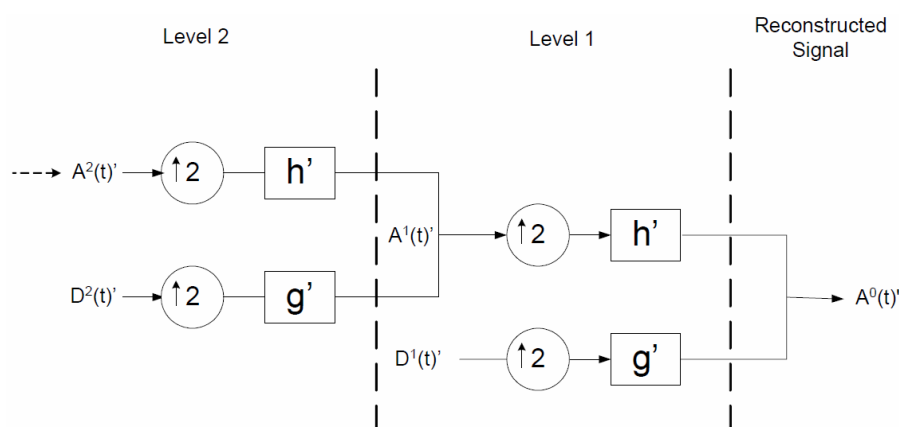 Level 2
Level 1
Reconstructed
Signal
A²(t)'
↑2
h'
A¹(t)'
↑2
h'
D²(t)'
↑2
g'
A⁰(t)'
D¹(t)'
↑2
g'